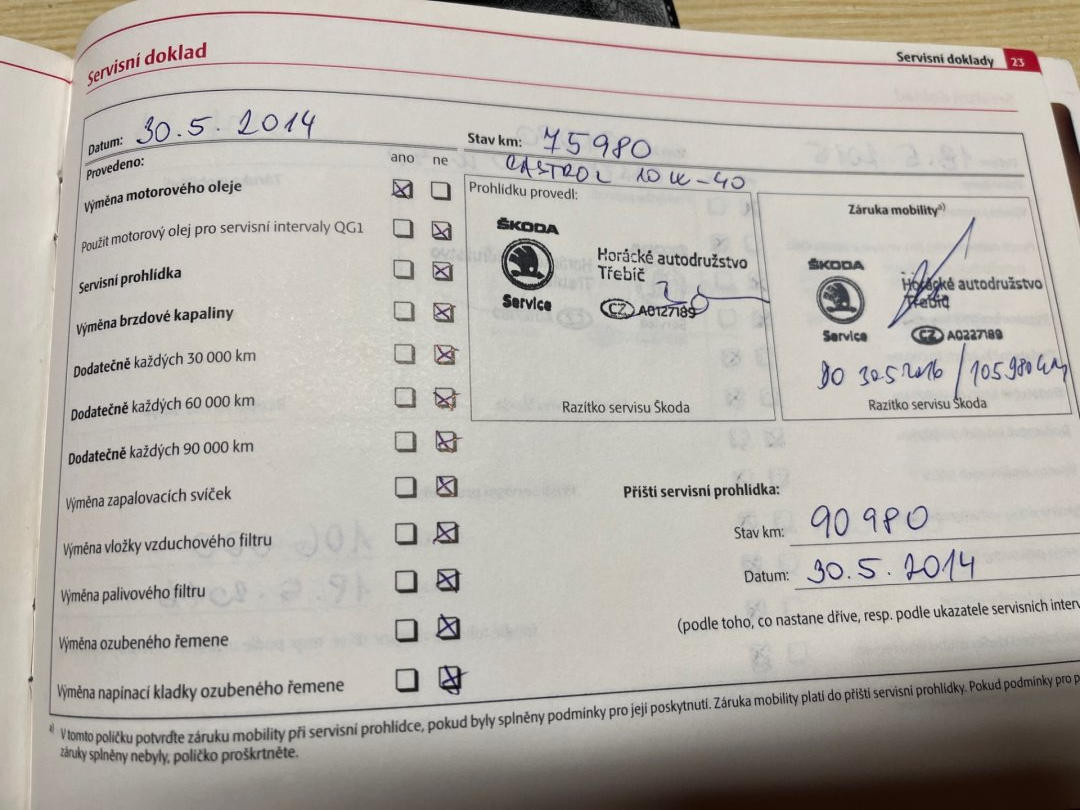 Servisní doklad
Servisní doklady 23
Datum: 30.5.2014
Stav km: 75980
Provedeno:
ano ne
CASTROL 10W-40
Výměna motorového oleje
Použit motorový olej pro servisní intervaly QG1
Servisní prohlídka
Výměna brzdové kapaliny
Dodatečně každých 30 000 km
Dodatečně každých 60 000 km
Dodatečně každých 90 000 km
Výměna zapalovacích svíček
Výměna vložky vzduchového filtru
Výměna palivového filtru
Výměna ozubeného řemene
Výměna napínací kladky ozubeného řemene
Prohlídku provedl:
ŠKODA
Service
Horácké autodružstvo
Třebíč
CZ A0127189
Razítko servisu Škoda
Záruka mobility a)
ŠKODA
Service
Horácké autodružstvo
Třebíč
CZ A0227189
DO 30.5.2016 / 105980 km
Razítko servisu Škoda
Příští servisní prohlídka:
Stav km: 90980
Datum: 30.5.2014
(podle toho, co nastane dříve, resp. podle ukazatele servisních interv
a) V tomto políčku potvrďte záruku mobility při servisní prohlídce, pokud byly splněny podmínky pro její poskytnutí. Záruka mobility platí do příští servisní prohlídky. Pokud podmínky pro p
záruky splněny nebyly, políčko proškrtněte.